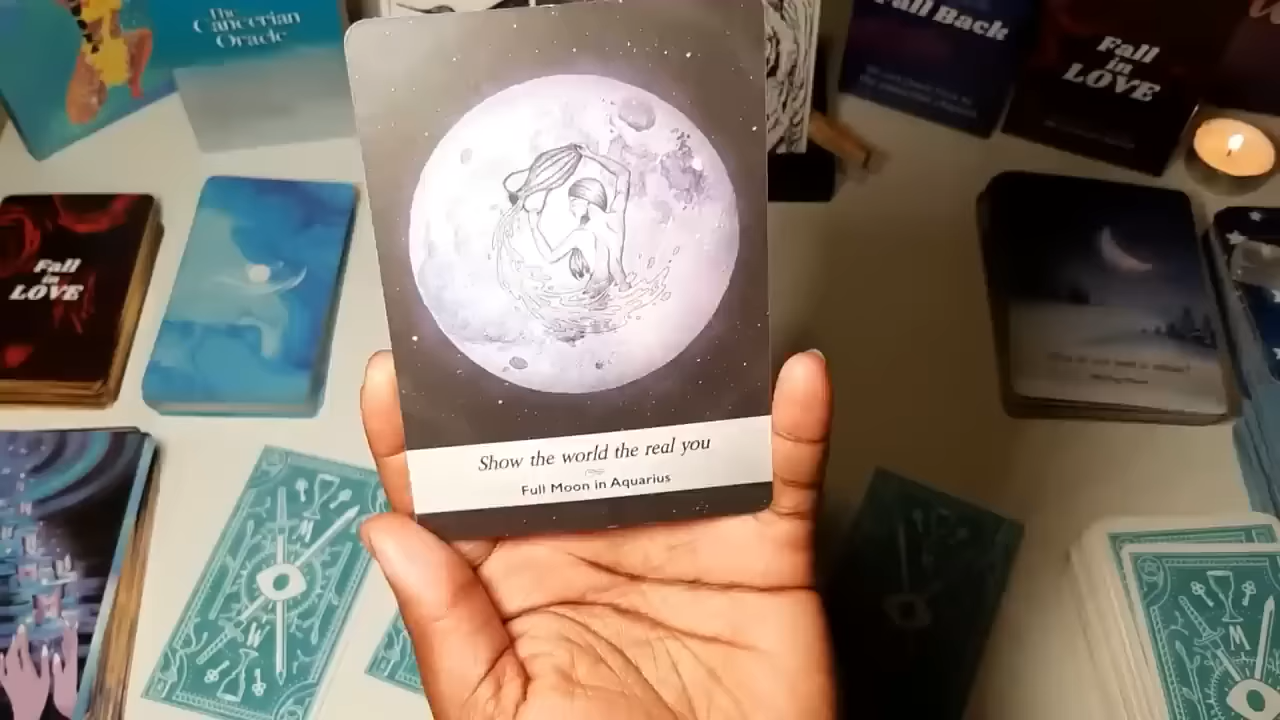 The
Cancerian
Oracle
Fall Back
Fall
in
LOVE
Fall
in
LOVE
Show the world the real you
Full Moon in Aquarius
M
W
M